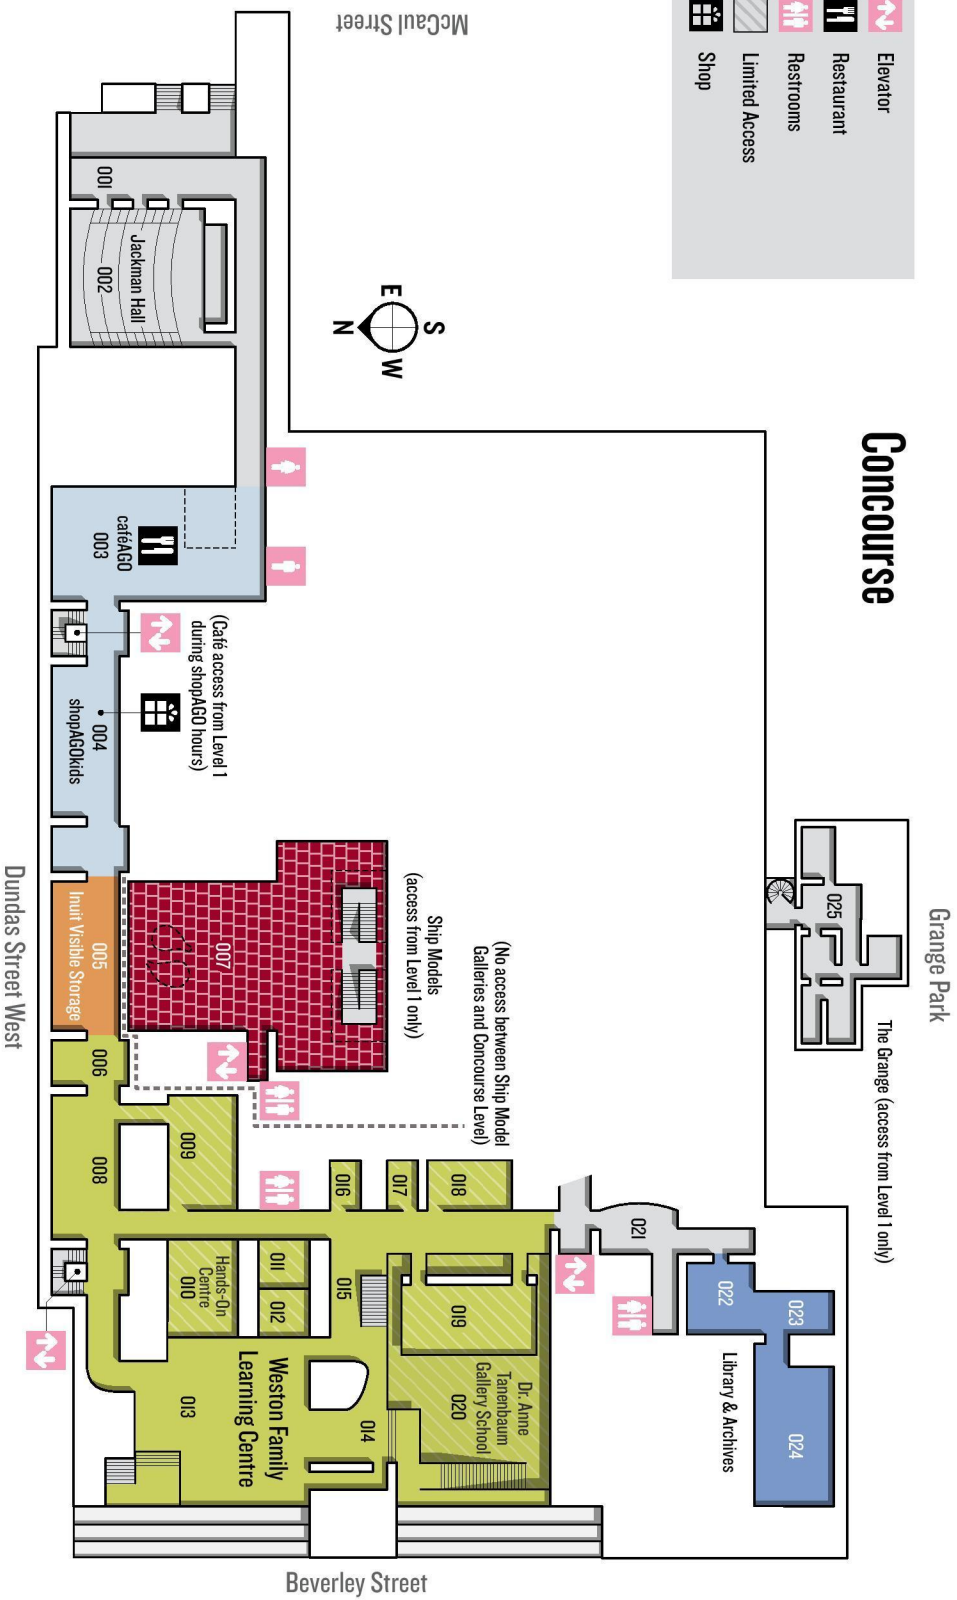 Concourse
Elevator
Restaurant
Restrooms
Limited Access
Shop
McCaul Street
Grange Park
The Grange (access from Level 1 only)
025
S
E
W
N
(No access between Ship Model
Galleries and Concourse Level)
Ship Models
(access from Level 1 only)
007
(Café access from Level 1
during shopAGO hours)
001
Jackman Hall
002
caféAGO
003
004
shopAGOkids
005
Inuit Visible Storage
006
008
009
Hands-On
Centre
010
011
012
013
014
015
016
017
018
019
Dr. Anne
Tanenbaum
Gallery School
020
Weston Family
Learning Centre
021
022
023
024
Library & Archives
Dundas Street West
Beverley Street